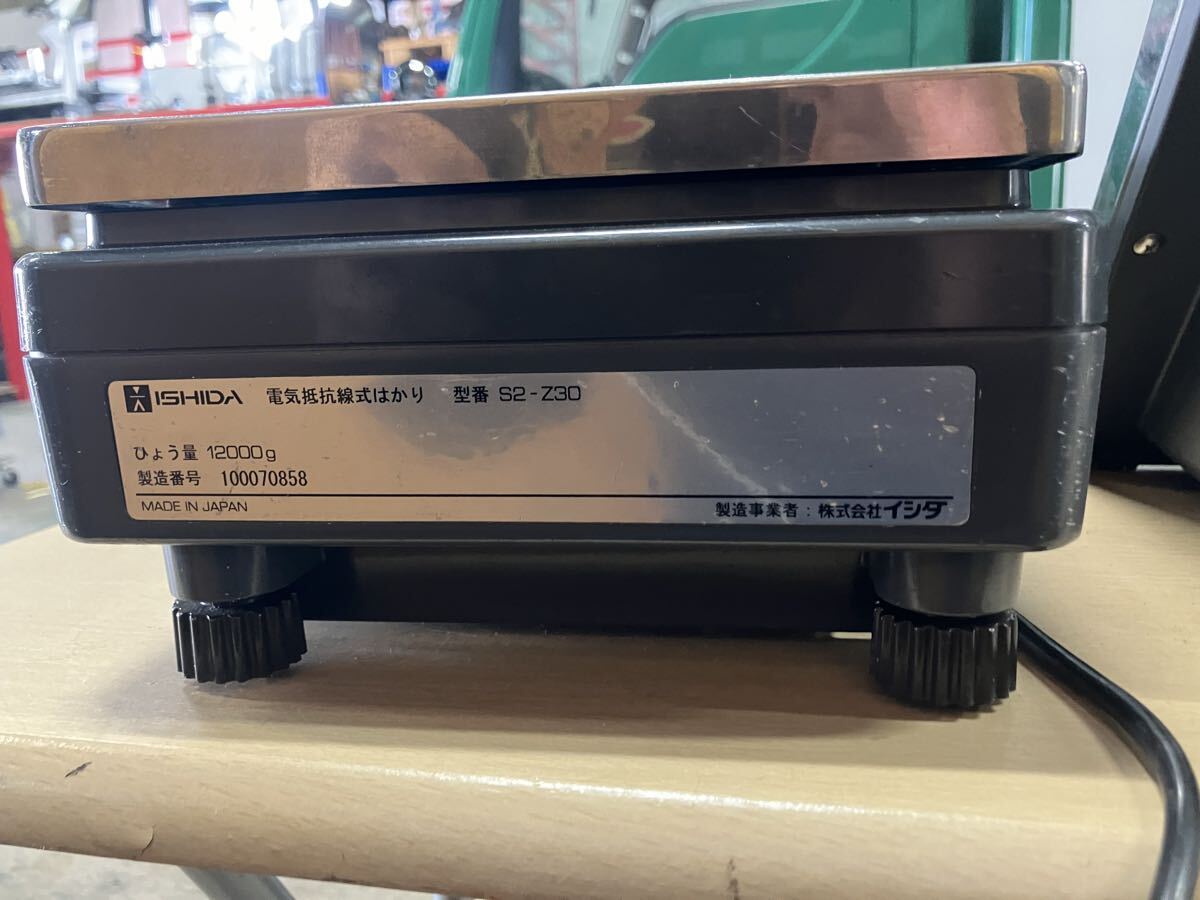 ISHIDA 電気抵抗線式はかり 型番 S2-Z30
ひょう量 12000g
製造番号 100070858
MADE IN JAPAN 製造事業者:株式会社イシダ